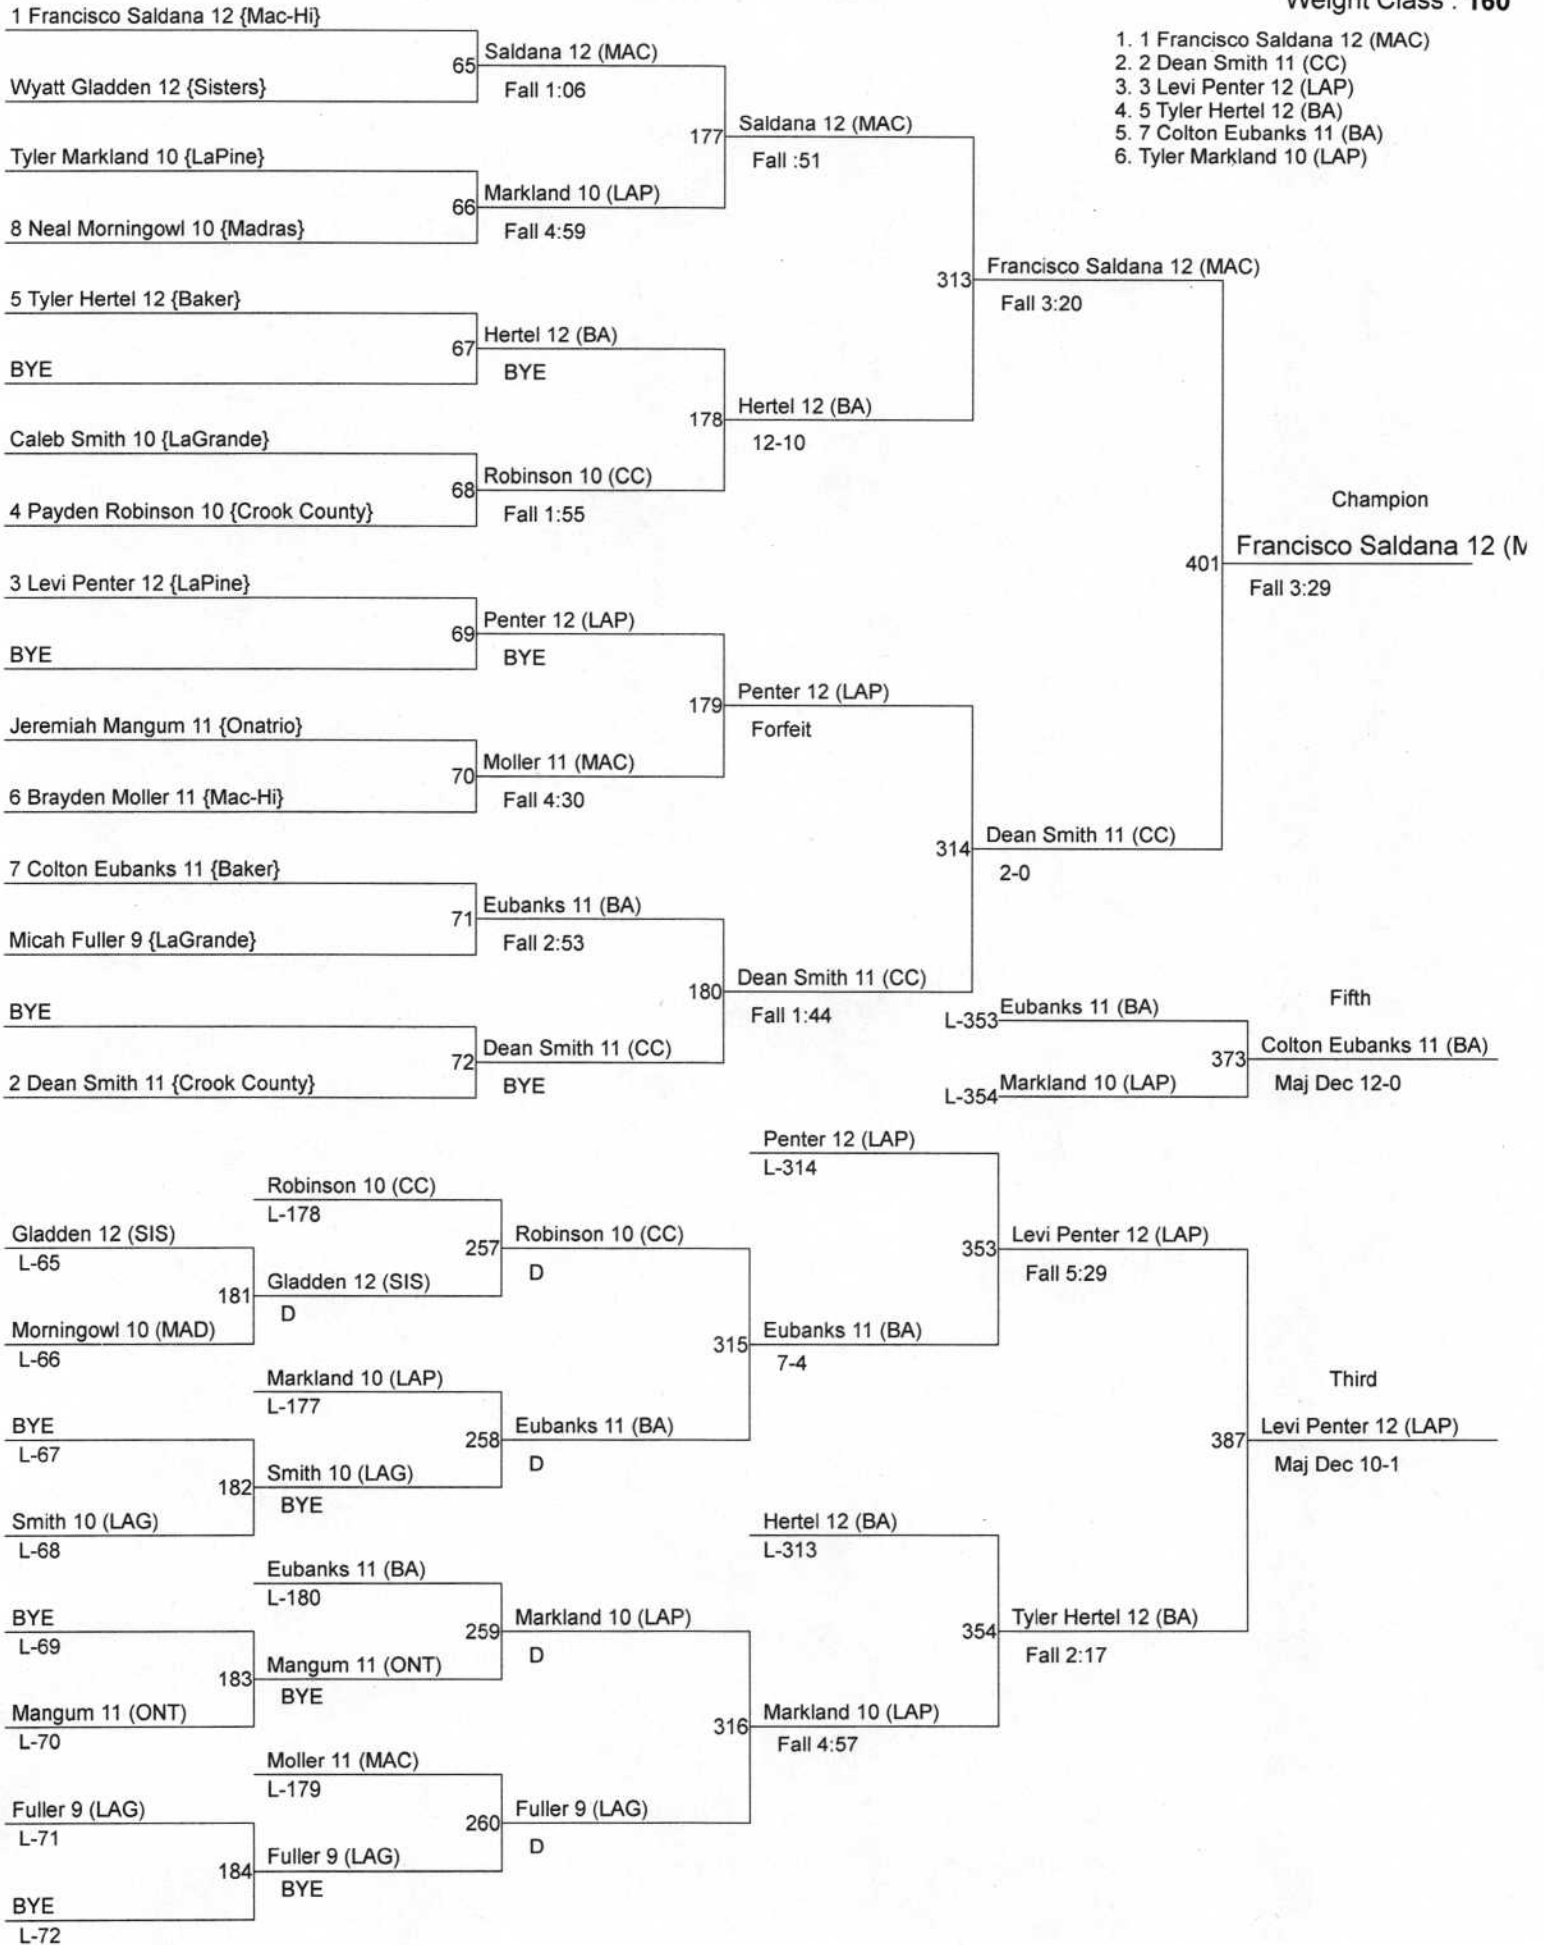 Weight Class : 160
1. 1 Francisco Saldana 12 (MAC)
2. 2 Dean Smith 11 (CC)
3. 3 Levi Penter 12 (LAP)
4. 5 Tyler Hertel 12 (BA)
5. 7 Colton Eubanks 11 (BA)
6. Tyler Markland 10 (LAP)
1 Francisco Saldana 12 {Mac-Hi}
Wyatt Gladden 12 {Sisters}
Tyler Markland 10 {LaPine}
8 Neal Morningowl 10 {Madras}
5 Tyler Hertel 12 {Baker}
BYE
Caleb Smith 10 {LaGrande}
4 Payden Robinson 10 {Crook County}
3 Levi Penter 12 {LaPine}
BYE
Jeremiah Mangum 11 {Onatrio}
6 Brayden Moller 11 {Mac-Hi}
7 Colton Eubanks 11 {Baker}
Micah Fuller 9 {LaGrande}
BYE
2 Dean Smith 11 {Crook County}
65 Saldana 12 (MAC)
Fall 1:06
66 Markland 10 (LAP)
Fall 4:59
67 Hertel 12 (BA)
BYE
68 Robinson 10 (CC)
Fall 1:55
69 Penter 12 (LAP)
BYE
70 Moller 11 (MAC)
Fall 4:30
71 Eubanks 11 (BA)
Fall 2:53
72 Dean Smith 11 (CC)
BYE
177 Saldana 12 (MAC)
Fall :51
178 Hertel 12 (BA)
12-10
179 Penter 12 (LAP)
Forfeit
180 Dean Smith 11 (CC)
Fall 1:44
313 Francisco Saldana 12 (MAC)
Fall 3:20
314 Dean Smith 11 (CC)
2-0
Champion
401 Francisco Saldana 12 (M
Fall 3:29
L-353 Eubanks 11 (BA)
L-354 Markland 10 (LAP)
Fifth
373 Colton Eubanks 11 (BA)
Maj Dec 12-0
Gladden 12 (SIS)
L-65
Morningowl 10 (MAD)
L-66
BYE
L-67
Smith 10 (LAG)
L-68
BYE
L-69
Mangum 11 (ONT)
L-70
Fuller 9 (LAG)
L-71
BYE
L-72
Robinson 10 (CC)
L-178
181 Gladden 12 (SIS)
D
Markland 10 (LAP)
L-177
182 Smith 10 (LAG)
BYE
Eubanks 11 (BA)
L-180
183 Mangum 11 (ONT)
BYE
Moller 11 (MAC)
L-179
184 Fuller 9 (LAG)
BYE
257 Robinson 10 (CC)
D
258 Eubanks 11 (BA)
D
259 Markland 10 (LAP)
D
260 Fuller 9 (LAG)
D
Penter 12 (LAP)
L-314
315 Eubanks 11 (BA)
7-4
Hertel 12 (BA)
L-313
316 Markland 10 (LAP)
Fall 4:57
353 Levi Penter 12 (LAP)
Fall 5:29
354 Tyler Hertel 12 (BA)
Fall 2:17
Third
387 Levi Penter 12 (LAP)
Maj Dec 10-1